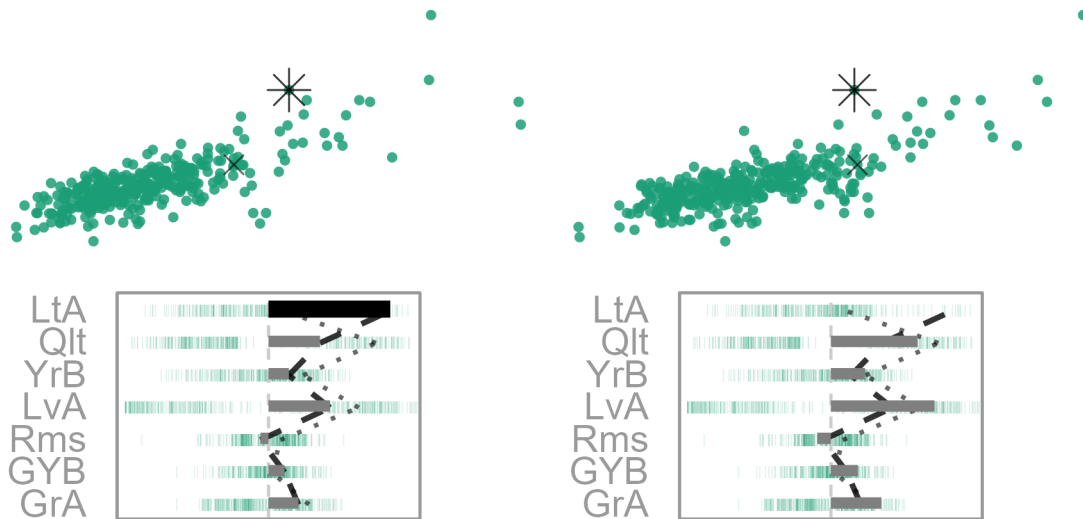 LtA LtA
Qlt Qlt
YrB YrB
LvA LvA
Rms Rms
GYB GYB
GrA GrA